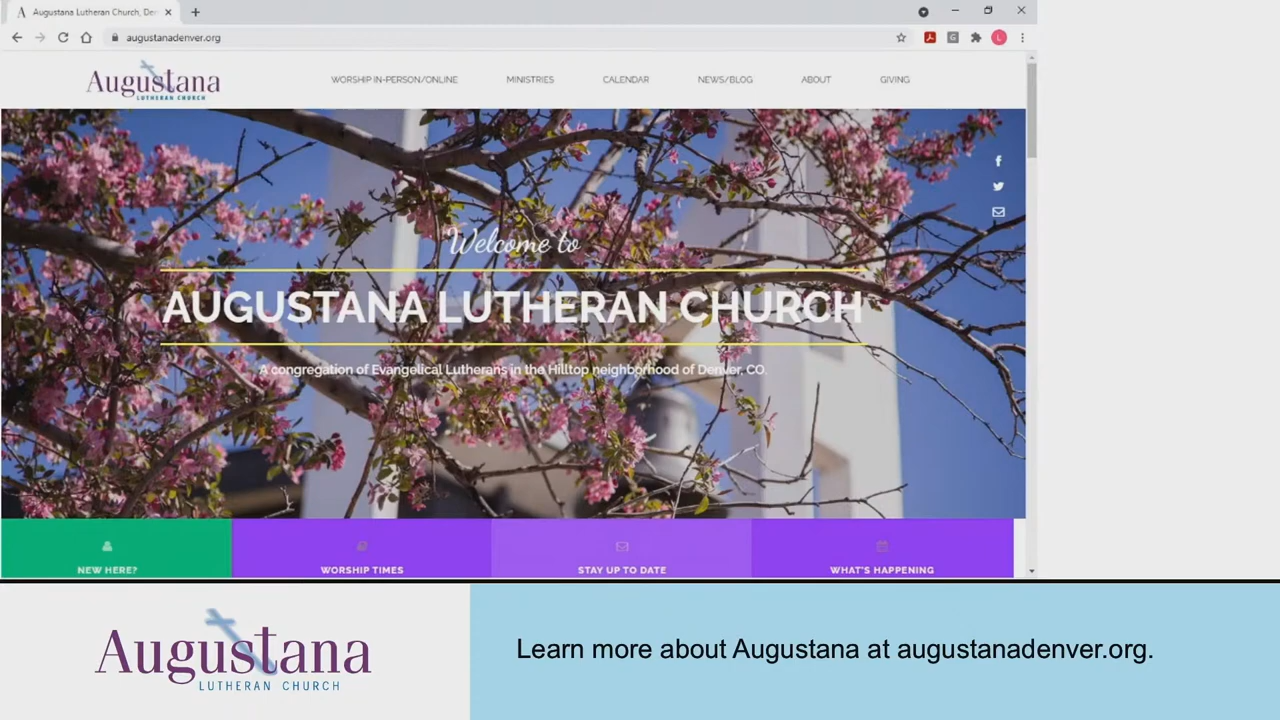 Augustana Lutheran Church, De
augustanadenver.org
L
Augustana
LUTHERAN CHURCH
WORSHIP IN-PERSON/ONLINE
MINISTRIES
CALENDAR
NEWS/BLOG
ABOUT
GIVING
Welcome to
AUGUSTANA LUTHERAN CHURCH
A congregation of Evangelical Lutherans in the Hilltop neighborhood of Denver, CO.
NEW HERE?
WORSHIP TIMES
STAY UP TO DATE
WHAT'S HAPPENING
Augustana
LUTHERAN CHURCH
Learn more about Augustana at augustanadenver.org.